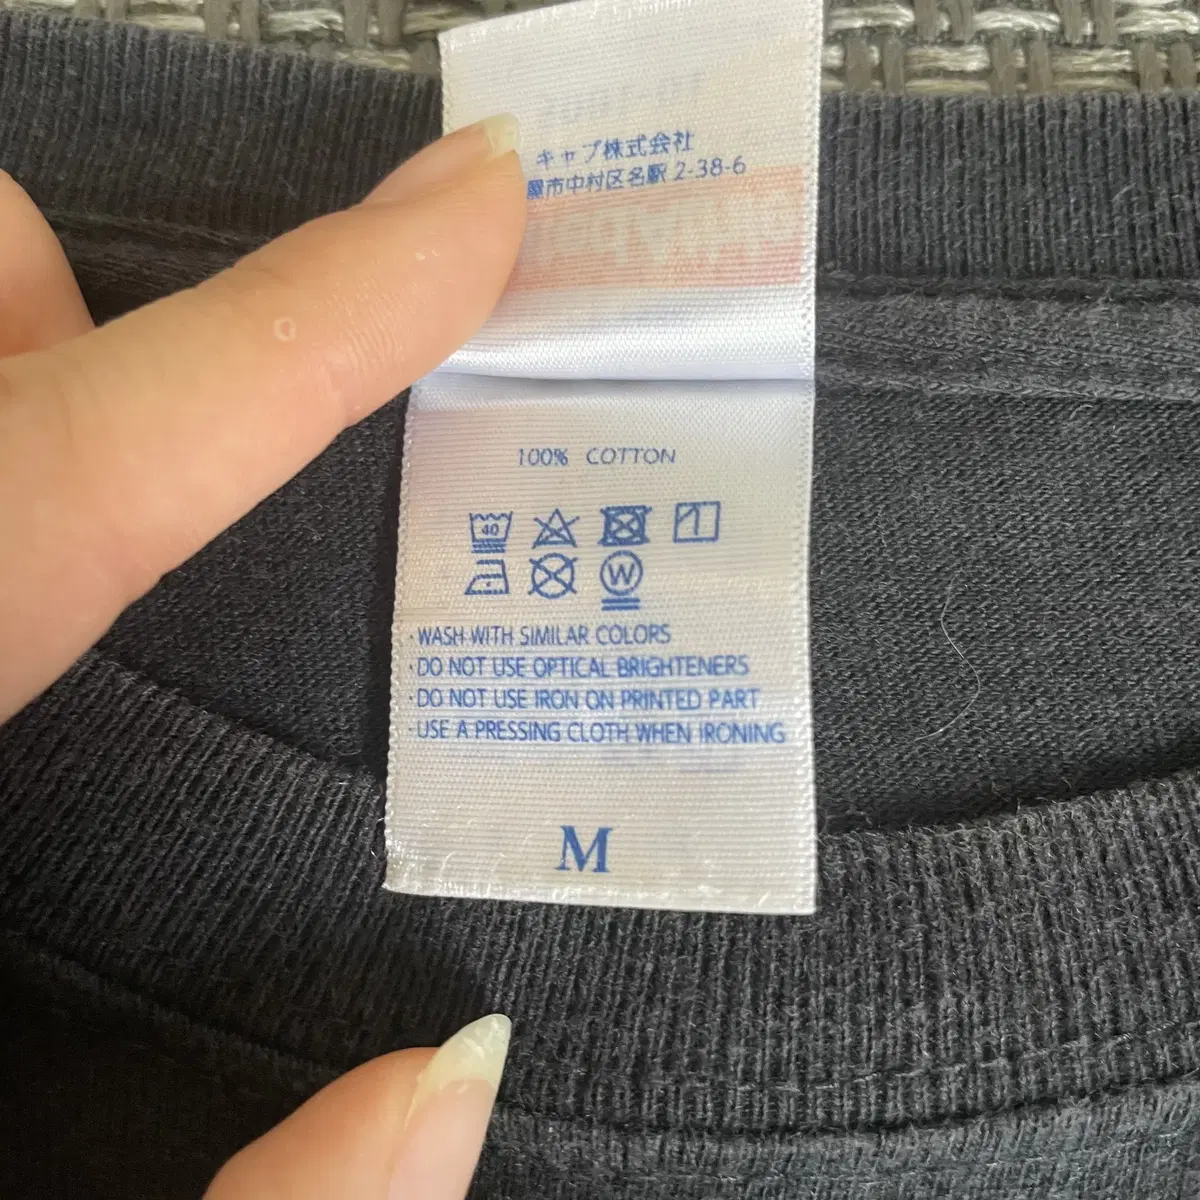 キャプ株式会社
屋市中村区名駅 2-38-6
100% COTTON
40
W
·WASH WITH SIMILAR COLORS
·DO NOT USE OPTICAL BRIGHTENERS
·DO NOT USE IRON ON PRINTED PART
·USE A PRESSING CLOTH WHEN IRONING
M